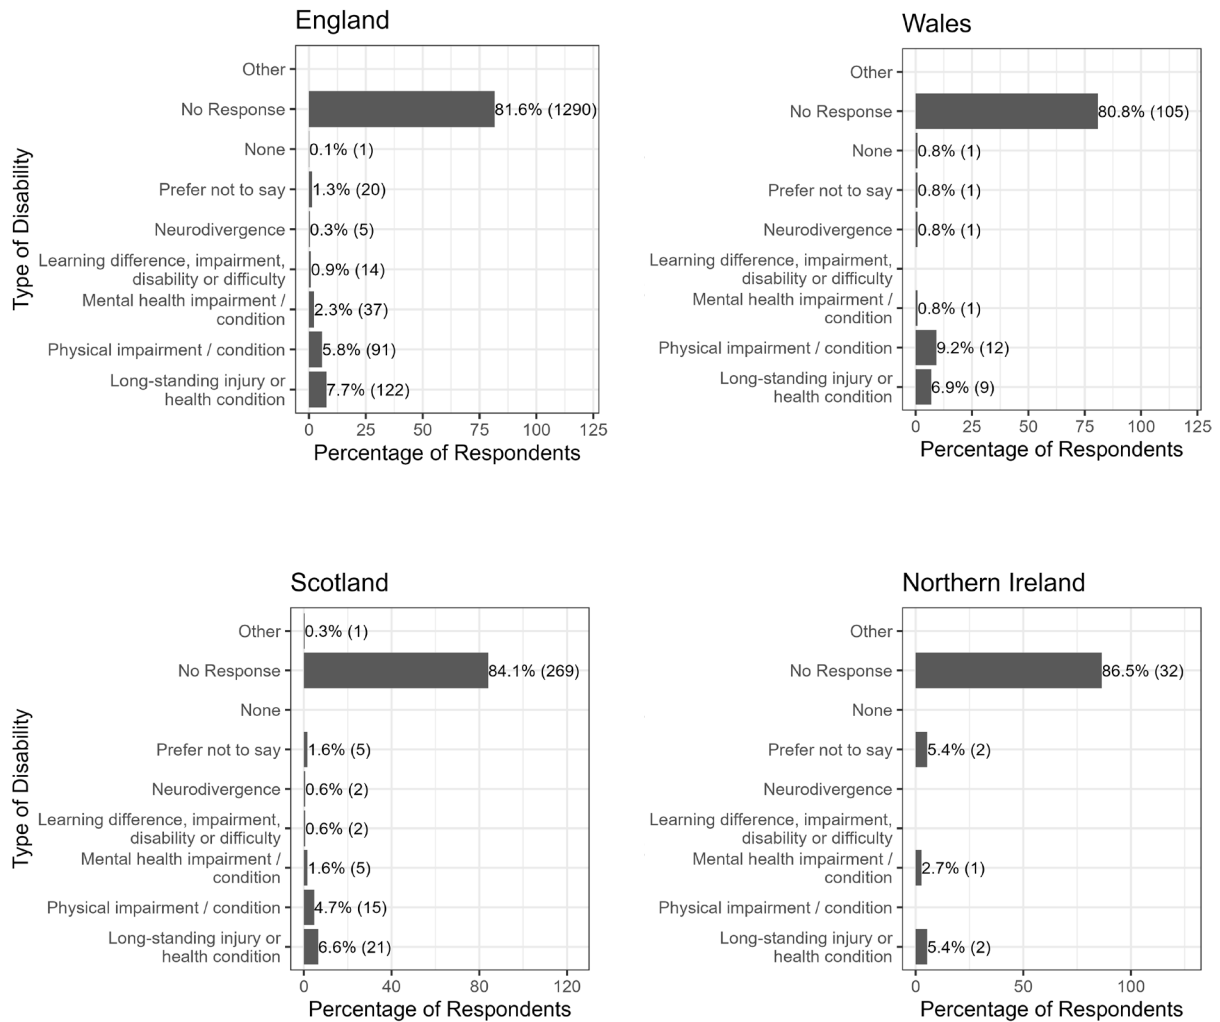 England
Type of Disability
Other
No Response
81.6% (1290)
None
0.1% (1)
Prefer not to say
1.3% (20)
Neurodivergence
0.3% (5)
Learning difference, impairment,
disability or difficulty
0.9% (14)
Mental health impairment /
condition
2.3% (37)
Physical impairment / condition
5.8% (91)
Long-standing injury or
health condition
7.7% (122)
0 25 50 75 100 125
Percentage of Respondents
Wales
Other
No Response
80.8% (105)
None
0.8% (1)
Prefer not to say
0.8% (1)
Neurodivergence
0.8% (1)
Learning difference, impairment,
disability or difficulty
Mental health impairment /
condition
0.8% (1)
Physical impairment / condition
9.2% (12)
Long-standing injury or
health condition
6.9% (9)
0 25 50 75 100 125
Percentage of Respondents
Scotland
Type of Disability
Other
0.3% (1)
No Response
84.1% (269)
None
Prefer not to say
1.6% (5)
Neurodivergence
0.6% (2)
Learning difference, impairment,
disability or difficulty
0.6% (2)
Mental health impairment /
condition
1.6% (5)
Physical impairment / condition
4.7% (15)
Long-standing injury or
health condition
6.6% (21)
0 40 80 120
Percentage of Respondents
Northern Ireland
Other
No Response
86.5% (32)
None
Prefer not to say
5.4% (2)
Neurodivergence
Learning difference, impairment,
disability or difficulty
Mental health impairment /
condition
2.7% (1)
Physical impairment / condition
Long-standing injury or
health condition
5.4% (2)
0 50 100
Percentage of Respondents